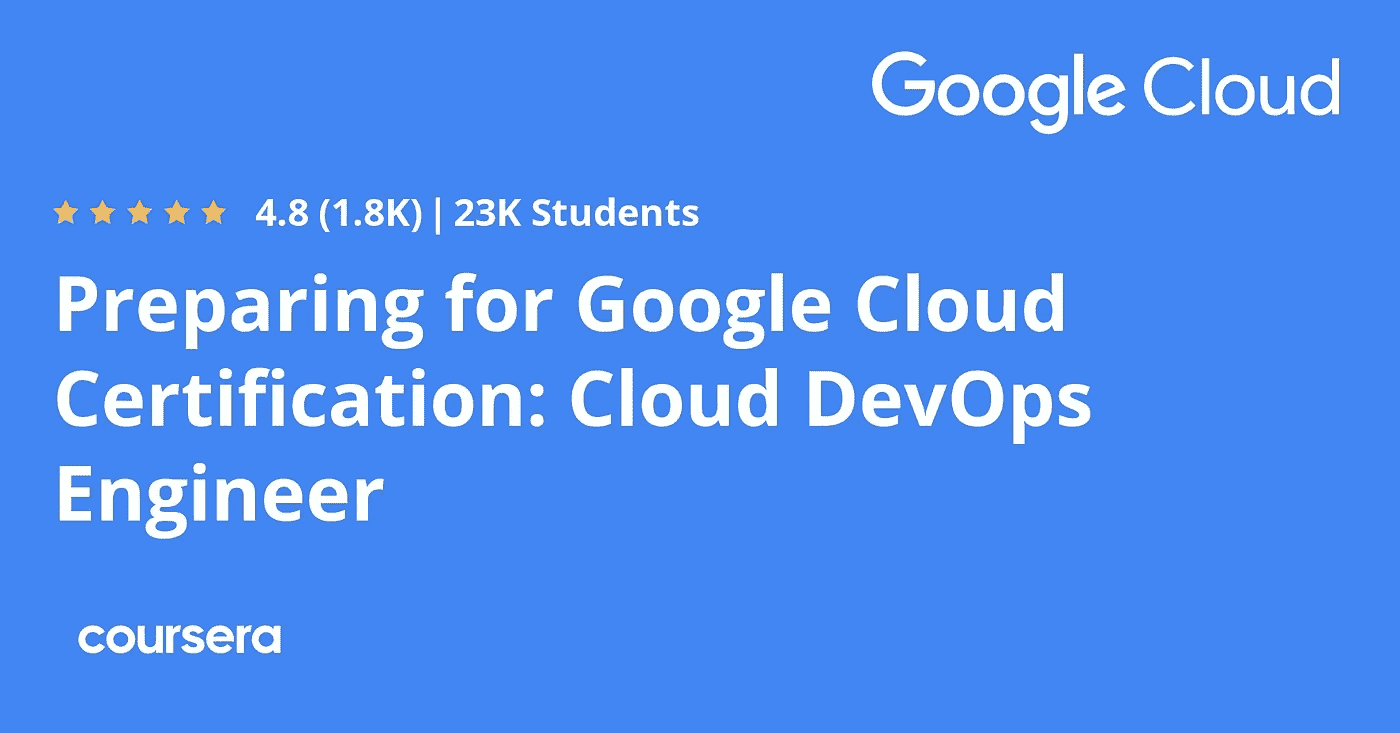 Google Cloud
4.8 (1.8K) | 23K Students
Preparing for Google Cloud
Certification: Cloud DevOps
Engineer
coursera